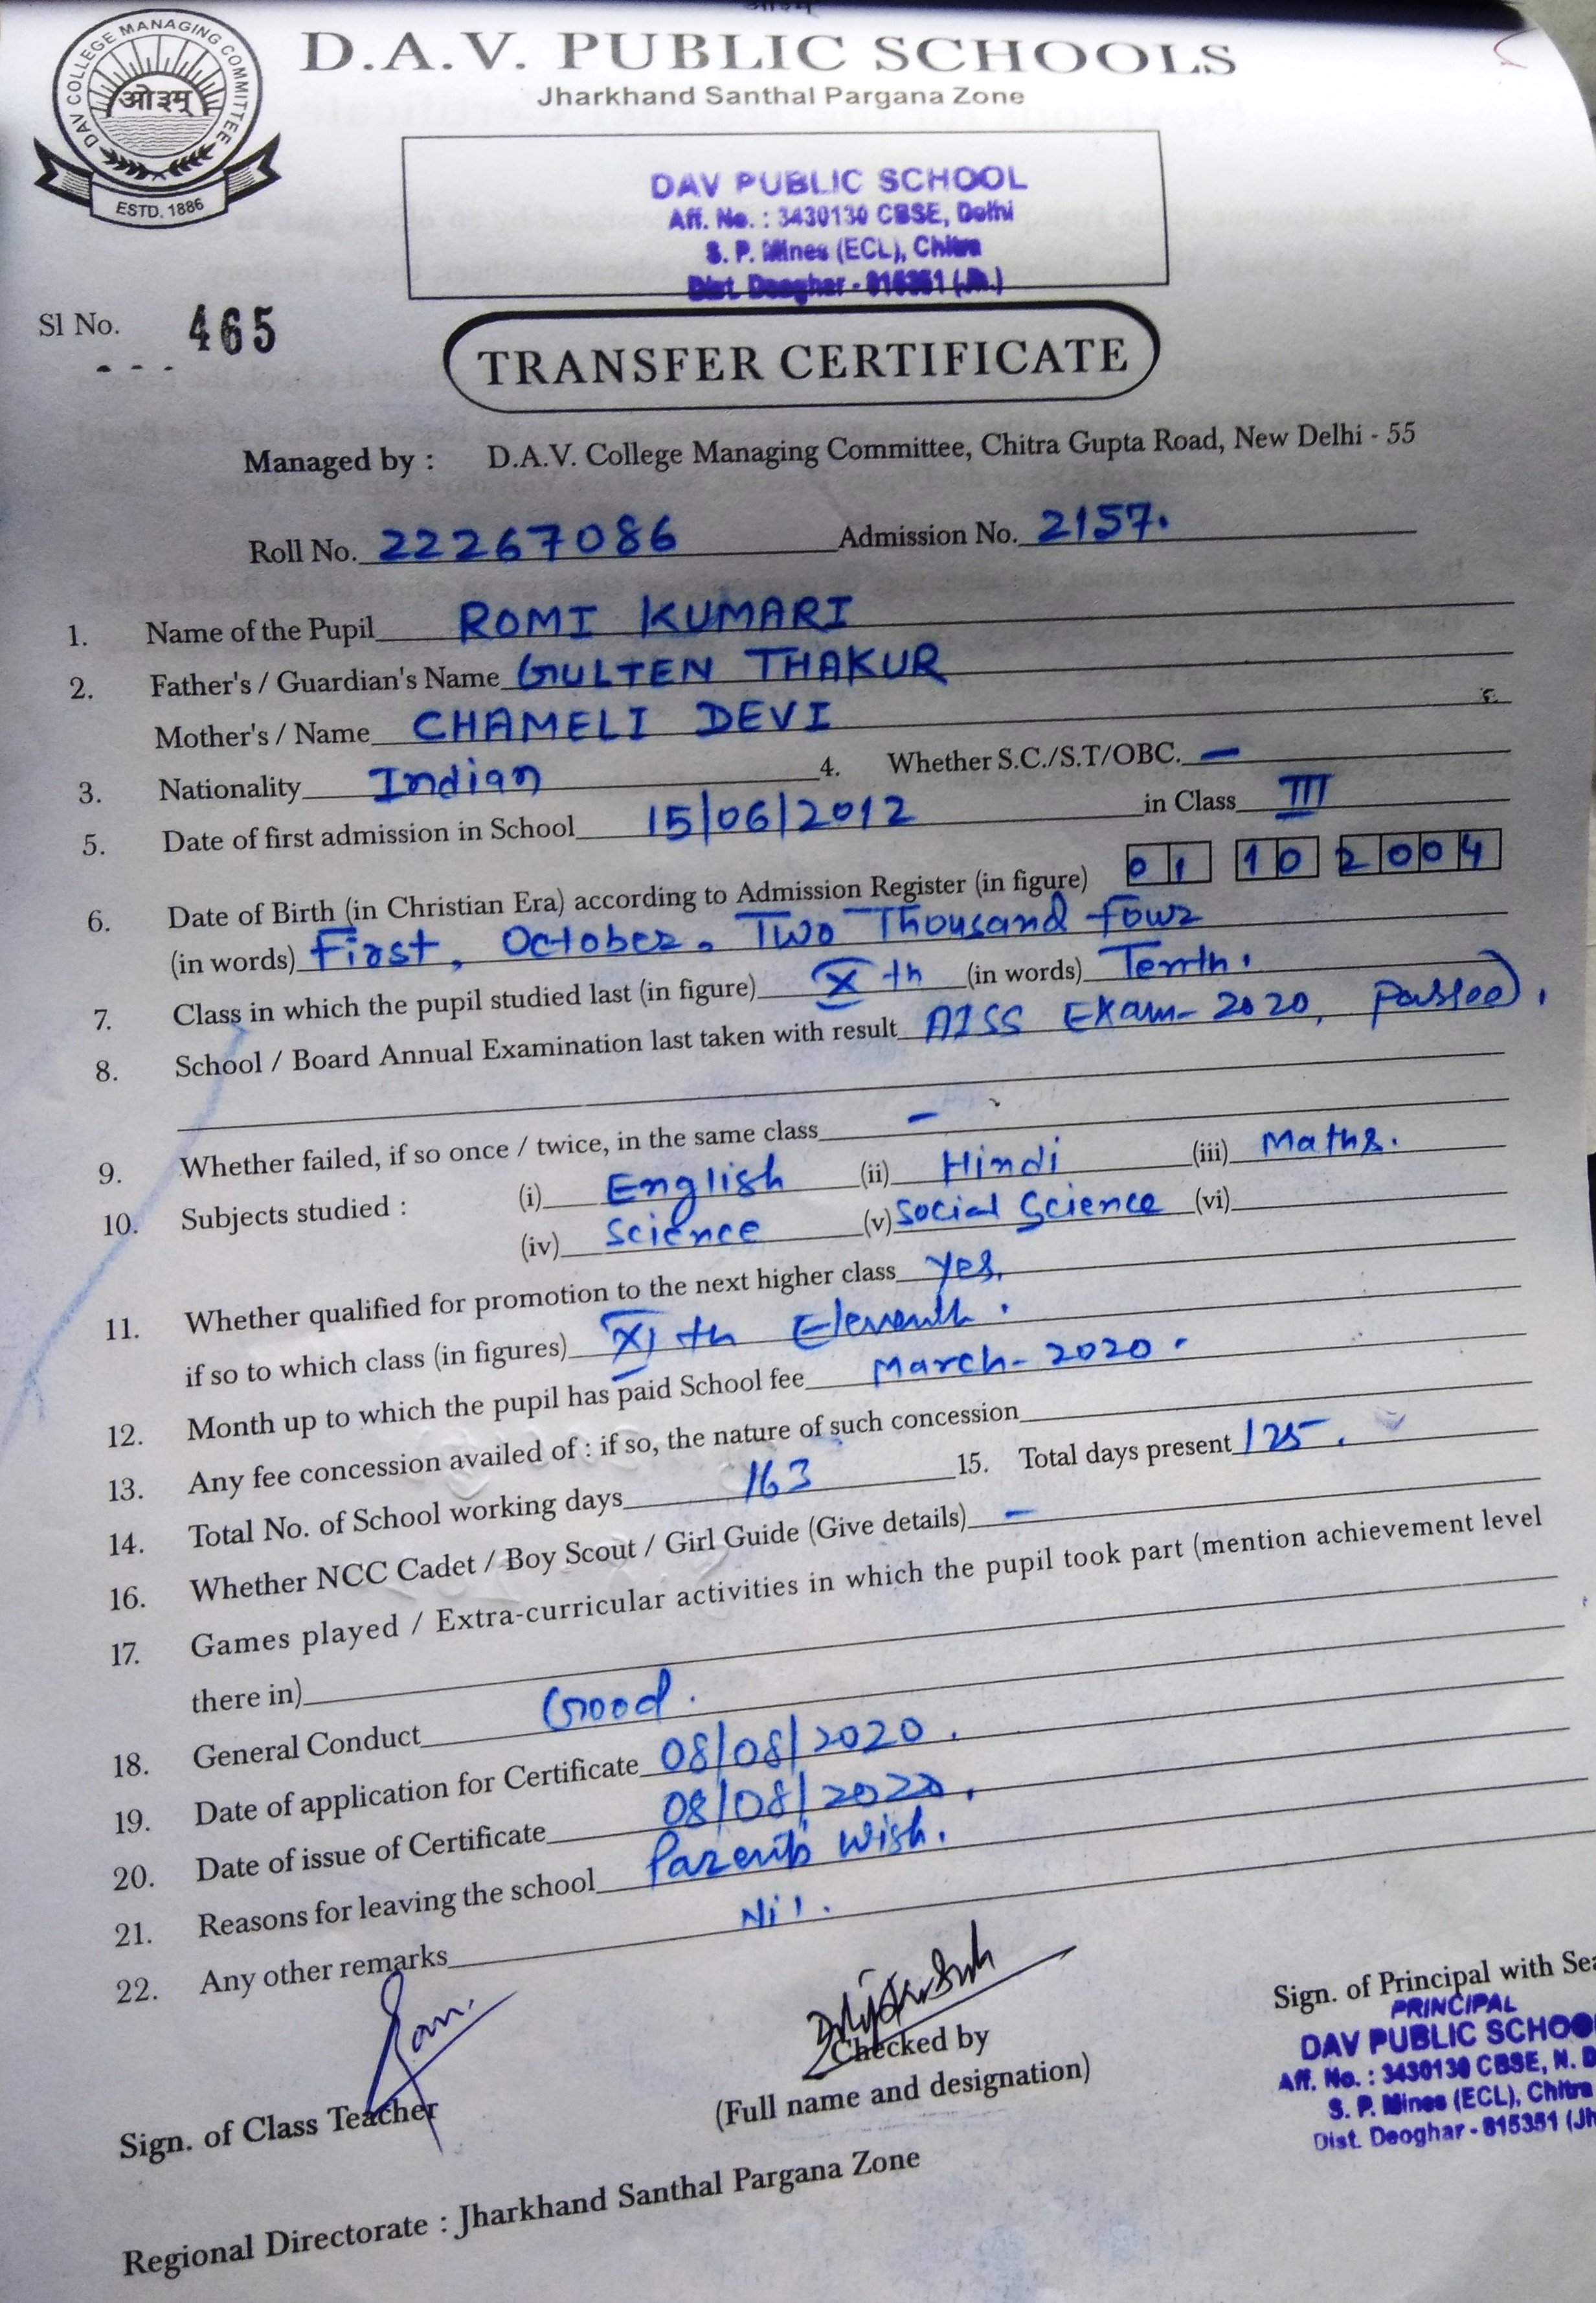 DAV COLLEGE MANAGING COMMITTEE
ओ३म्
ESTD. 1886
D.A.V. PUBLIC SCHOOLS
Jharkhand Santhal Pargana Zone
DAV PUBLIC SCHOOL
Aff. No. : 3430130 CBSE, Delhi
S. P. Mines (ECL), Chitra
Dist. Deoghar - 815351 (Jh.)
Sl No. 465
TRANSFER CERTIFICATE
Managed by : D.A.V. College Managing Committee, Chitra Gupta Road, New Delhi - 55
Roll No. 22267086 Admission No. 2157.
1. Name of the Pupil ROMI KUMARI
2. Father's / Guardian's Name GULTEN THAKUR
Mother's / Name CHAMELI DEVI
3. Nationality Indian 4. Whether S.C./S.T/OBC. -
5. Date of first admission in School 15/06/2012 in Class III
6. Date of Birth (in Christian Era) according to Admission Register (in figure) 01 10 2004
(in words) First, October, Two Thousand four
7. Class in which the pupil studied last (in figure) X th (in words) Tenth.
8. School / Board Annual Examination last taken with result AISS Exam- 2020, Passed.
9. Whether failed, if so once / twice, in the same class -
10. Subjects studied : (i) English (ii) Hindi (iii) Maths.
(iv) Science (v) Social Science (vi)
11. Whether qualified for promotion to the next higher class Yes,
if so to which class (in figures) XI th Eleventh.
12. Month up to which the pupil has paid School fee March- 2020.
13. Any fee concession availed of : if so, the nature of such concession
14. Total No. of School working days 163 15. Total days present 125.
16. Whether NCC Cadet / Boy Scout / Girl Guide (Give details) -
17. Games played / Extra-curricular activities in which the pupil took part (mention achievement level
there in)
18. General Conduct Good.
19. Date of application for Certificate 08/08/2020.
20. Date of issue of Certificate 08/08/2020.
21. Reasons for leaving the school Parents Wish.
22. Any other remarks Nil.
Sign. of Class Teacher
Checked by
(Full name and designation)
Sign. of Principal with Sea
PRINCIPAL
DAV PUBLIC SCHOO
Aff. No. : 3430130 CBSE, N. D
S. P. Mines (ECL), Chitra
Dist. Deoghar - 815351 (Jh
Regional Directorate : Jharkhand Santhal Pargana Zone